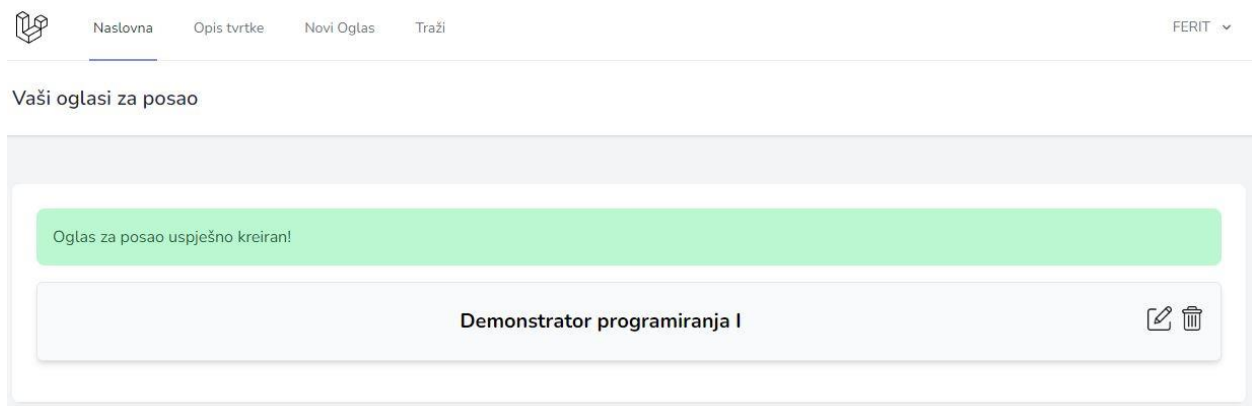 Naslovna Opis tvrtke Novi Oglas Traži FERIT
Vaši oglasi za posao
Oglas za posao uspješno kreiran!
Demonstrator programiranja I